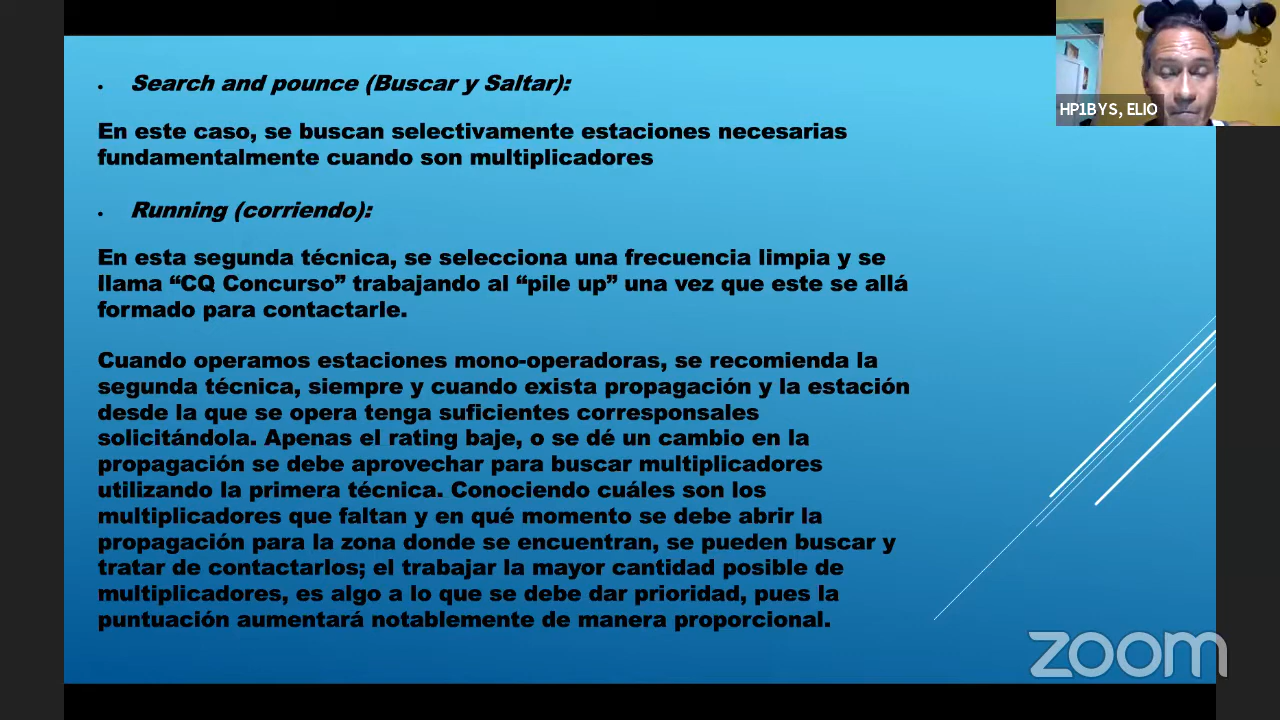 Search and pounce (Buscar y Saltar):
En este caso, se buscan selectivamente estaciones necesarias
fundamentalmente cuando son multiplicadores
Running (corriendo):
En esta segunda técnica, se selecciona una frecuencia limpia y se
llama “CQ Concurso” trabajando al “pile up” una vez que este se allá
formado para contactarle.
Cuando operamos estaciones mono-operadoras, se recomienda la
segunda técnica, siempre y cuando exista propagación y la estación
desde la que se opera tenga suficientes corresponsales
solicitándola. Apenas el rating baje, o se dé un cambio en la
propagación se debe aprovechar para buscar multiplicadores
utilizando la primera técnica. Conociendo cuáles son los
multiplicadores que faltan y en qué momento se debe abrir la
propagación para la zona donde se encuentran, se pueden buscar y
tratar de contactarlos; el trabajar la mayor cantidad posible de
multiplicadores, es algo a lo que se debe dar prioridad, pues la
puntuación aumentará notablemente de manera proporcional.
HP1BYS, ELIO
zoom